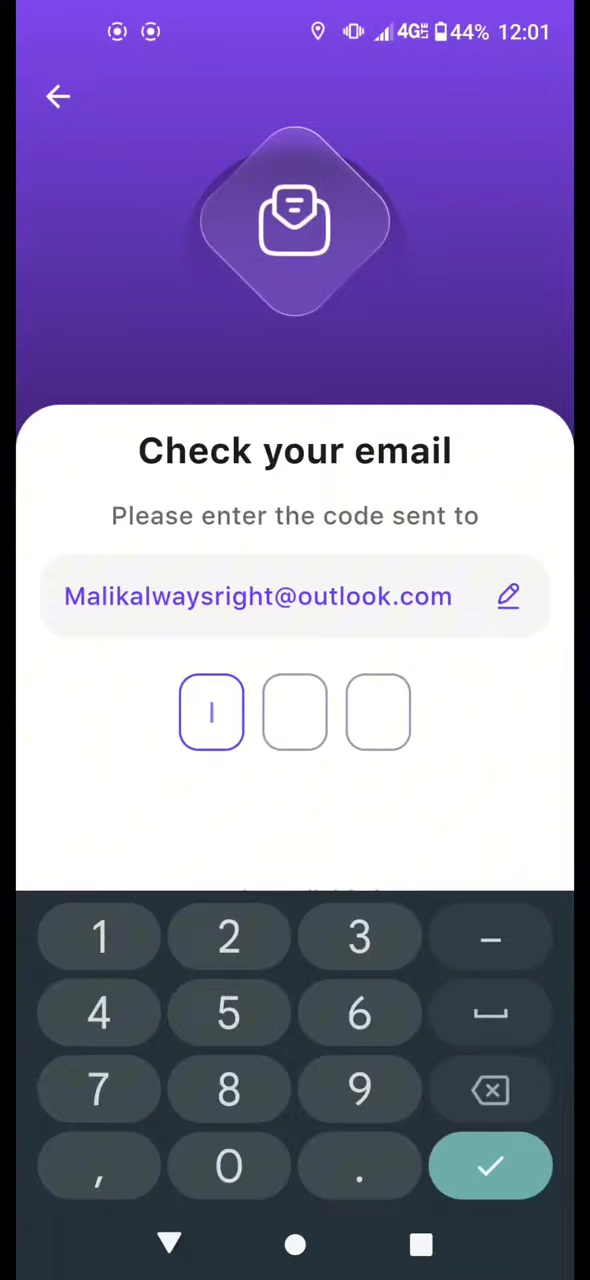 4G 44% 12:01
Check your email
Please enter the code sent to
Malikalwaysright@outlook.com
1 2 3 –
4 5 6
7 8 9
, 0 .